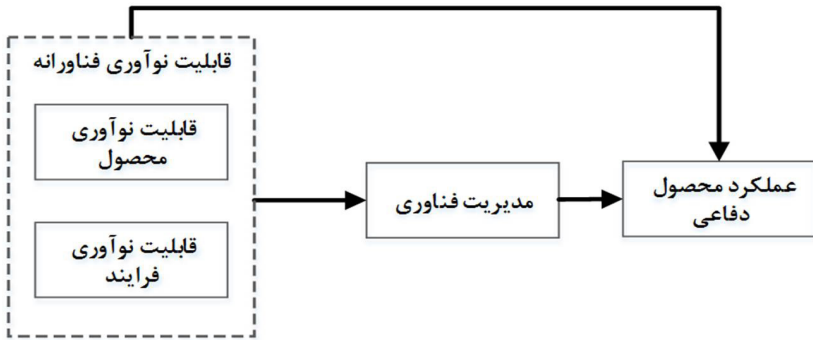 قابلیت نوآوری فناورانه
قابلیت نوآوری
محصول
قابلیت نوآوری
فرایند
مدیریت فناوری
عملکرد محصول
دفاعی